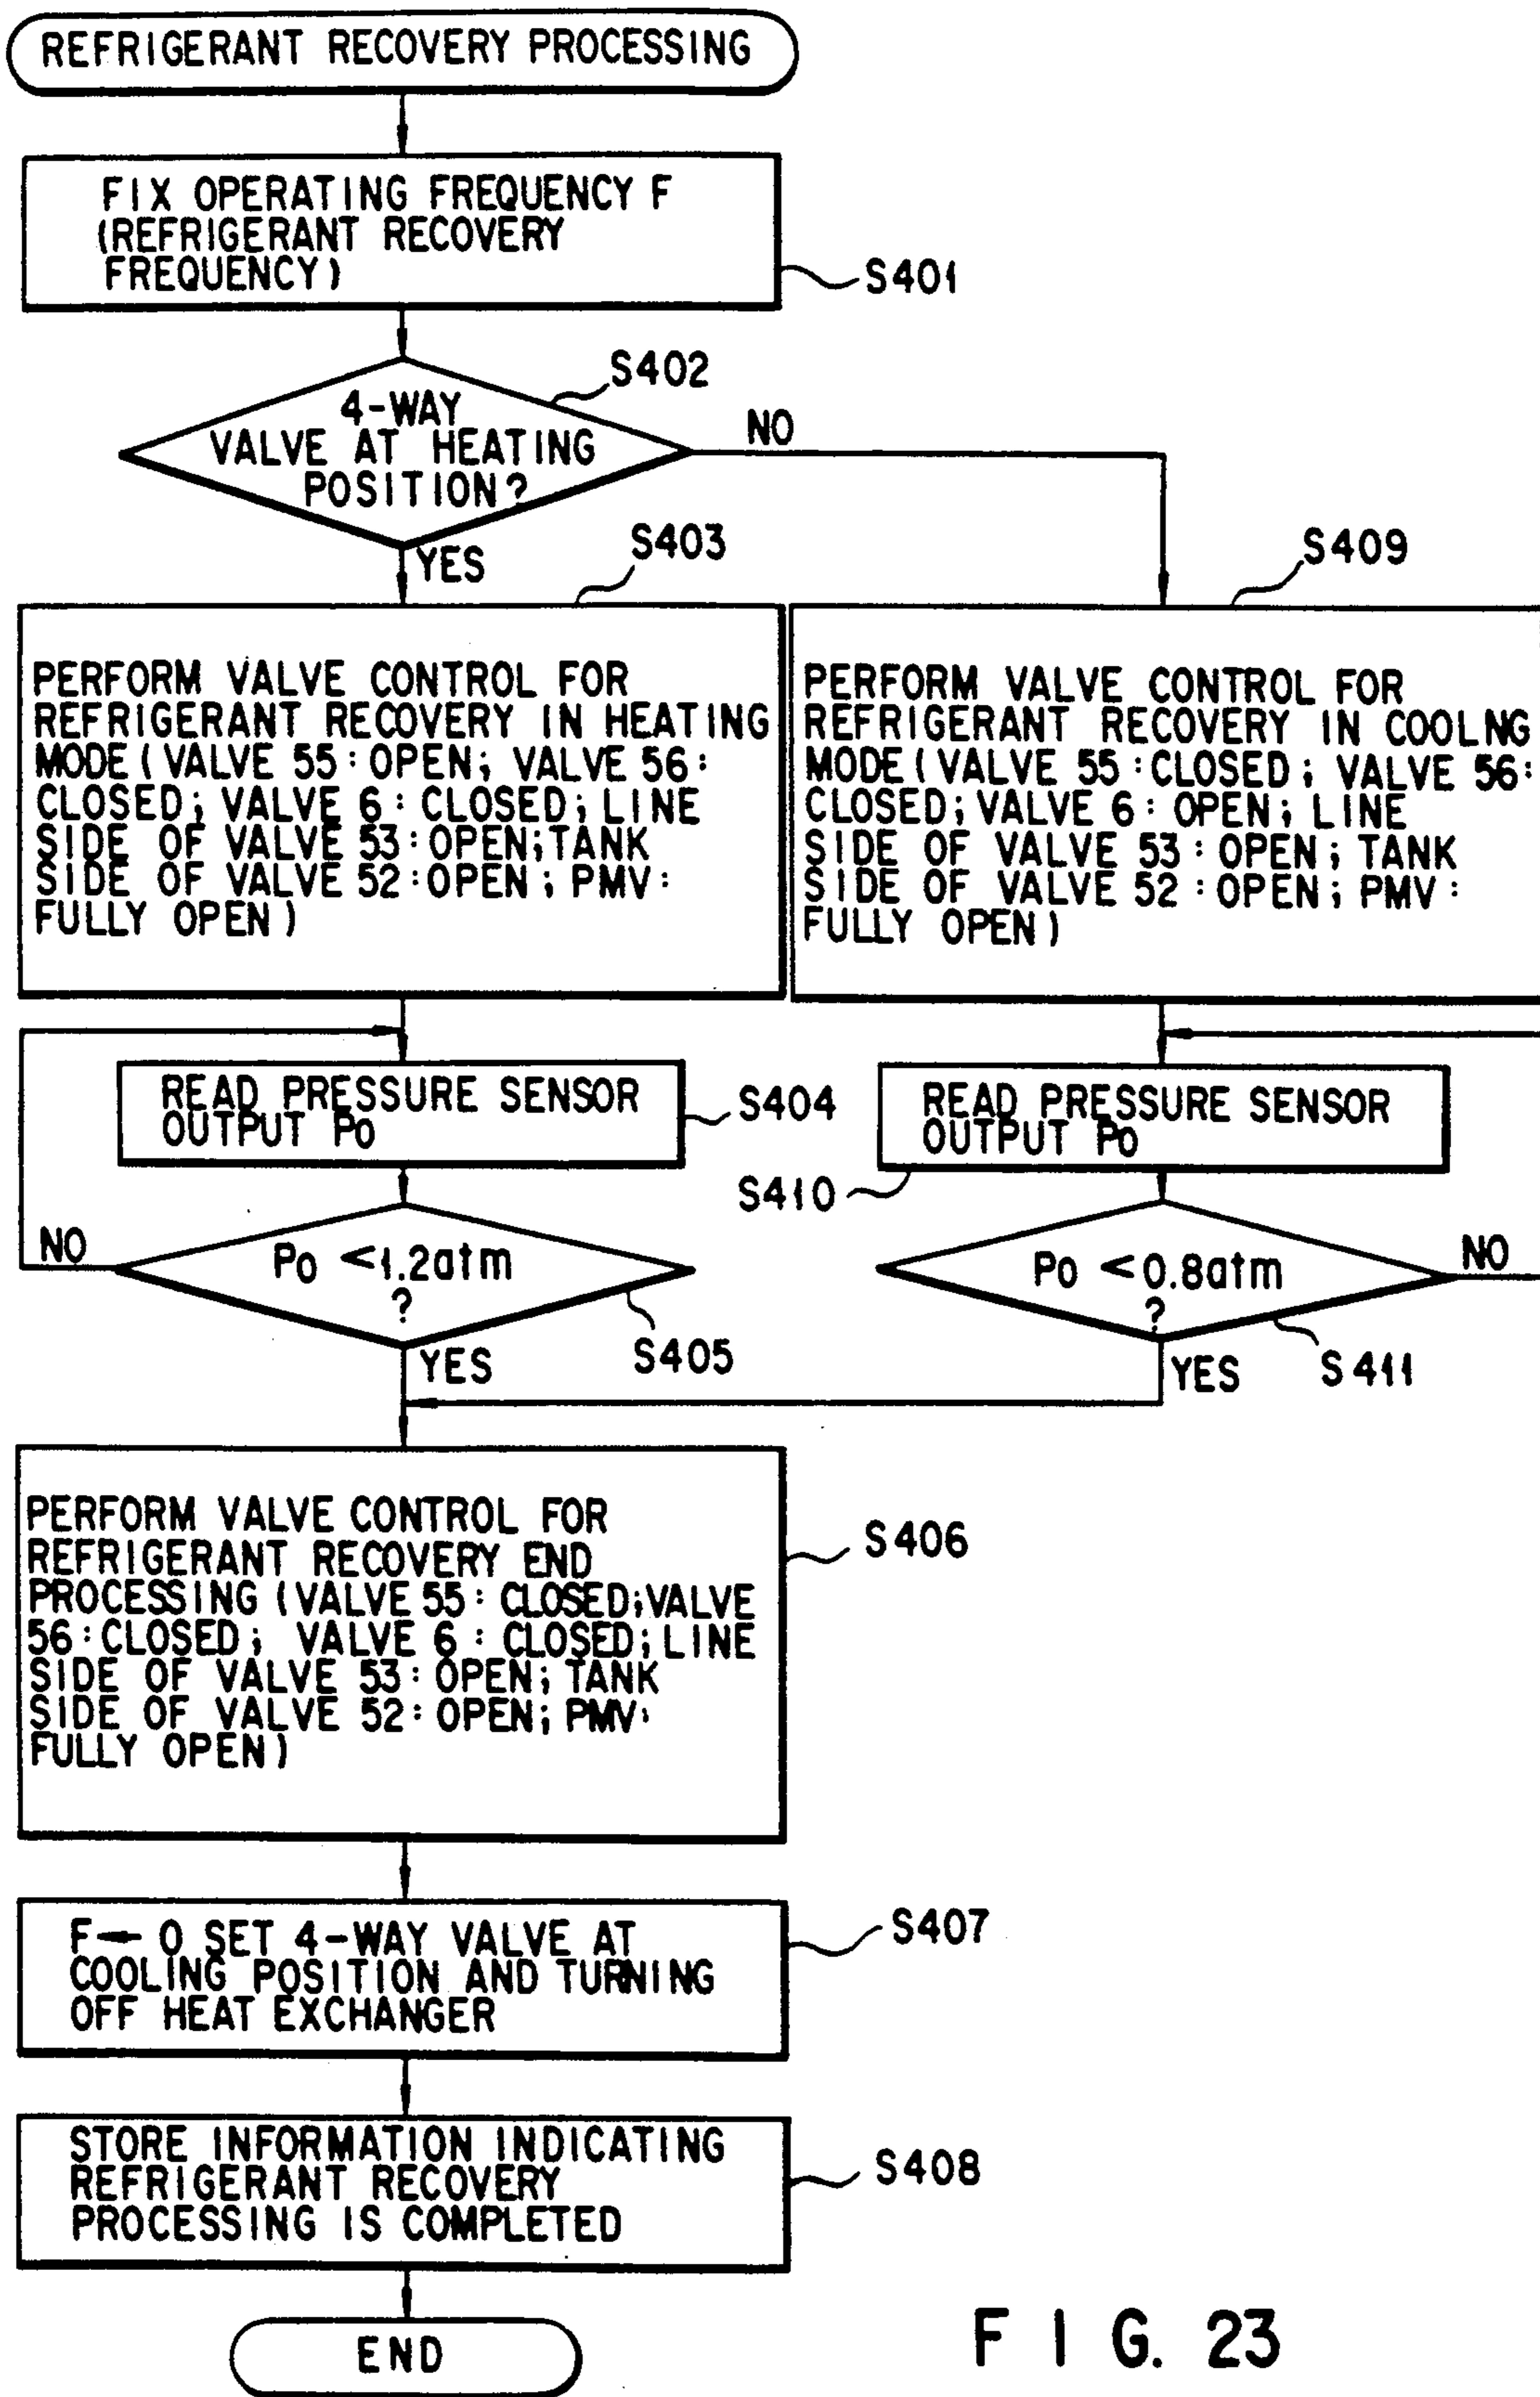 REFRIGERANT RECOVERY PROCESSING
FIX OPERATING FREQUENCY F
(REFRIGERANT RECOVERY
FREQUENCY)
S401
S402
4-WAY
VALVE AT HEATING
POSITION?
NO
YES
S403
PERFORM VALVE CONTROL FOR
REFRIGERANT RECOVERY IN HEATING
MODE (VALVE 55: OPEN; VALVE 56:
CLOSED; VALVE 6: CLOSED; LINE
SIDE OF VALVE 53: OPEN; TANK
SIDE OF VALVE 52: OPEN; PMV:
FULLY OPEN)
S409
PERFORM VALVE CONTROL FOR
REFRIGERANT RECOVERY IN COOLNG
MODE (VALVE 55: CLOSED; VALVE 56:
CLOSED; VALVE 6: OPEN; LINE
SIDE OF VALVE 53: OPEN; TANK
SIDE OF VALVE 52: OPEN; PMV:
FULLY OPEN)
READ PRESSURE SENSOR
OUTPUT Po
S404
READ PRESSURE SENSOR
OUTPUT Po
S410
NO
Po <1.2atm
?
S405
YES
Po <0.8atm
?
NO
S411
YES
PERFORM VALVE CONTROL FOR
REFRIGERANT RECOVERY END
PROCESSING (VALVE 55: CLOSED; VALVE
56: CLOSED; VALVE 6: CLOSED; LINE
SIDE OF VALVE 53: OPEN; TANK
SIDE OF VALVE 52: OPEN; PMV:
FULLY OPEN)
S406
F← 0 SET 4-WAY VALVE AT
COOLING POSITION AND TURNING
OFF HEAT EXCHANGER
S407
STORE INFORMATION INDICATING
REFRIGERANT RECOVERY
PROCESSING IS COMPLETED
S408
END
FIG. 23